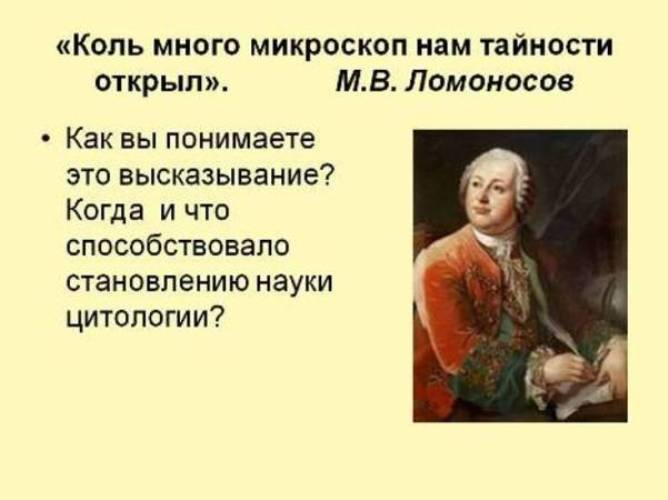 «Коль много микроскоп нам тайности
открыл». М.В. Ломоносов
• Как вы понимаете
это высказывание?
Когда и что
способствовало
становлению науки
цитологии?